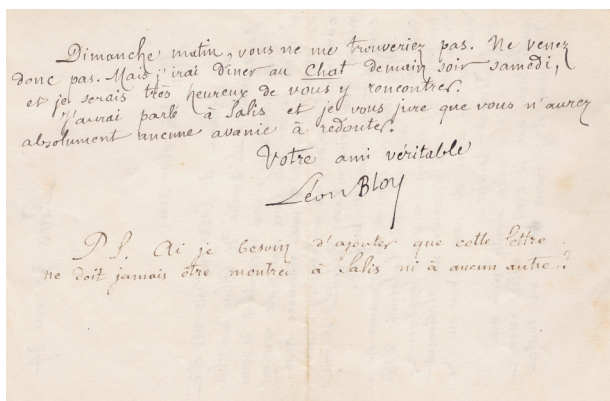 Dimanche matin, vous ne me trouveriez pas. Ne venez
donc pas. Mais j'irai dîner au Chat demain soir samedi,
et je serais très heureux de vous y rencontrer.
J'aurai parlé à Salis et je vous jure que vous n'aurez
absolument aucune avanie à redouter.
Votre ami véritable
Léon Bloy
P.S. Ai je besoin d'ajouter que cette lettre
ne doit jamais être montrée à Salis ni à aucun autre ?